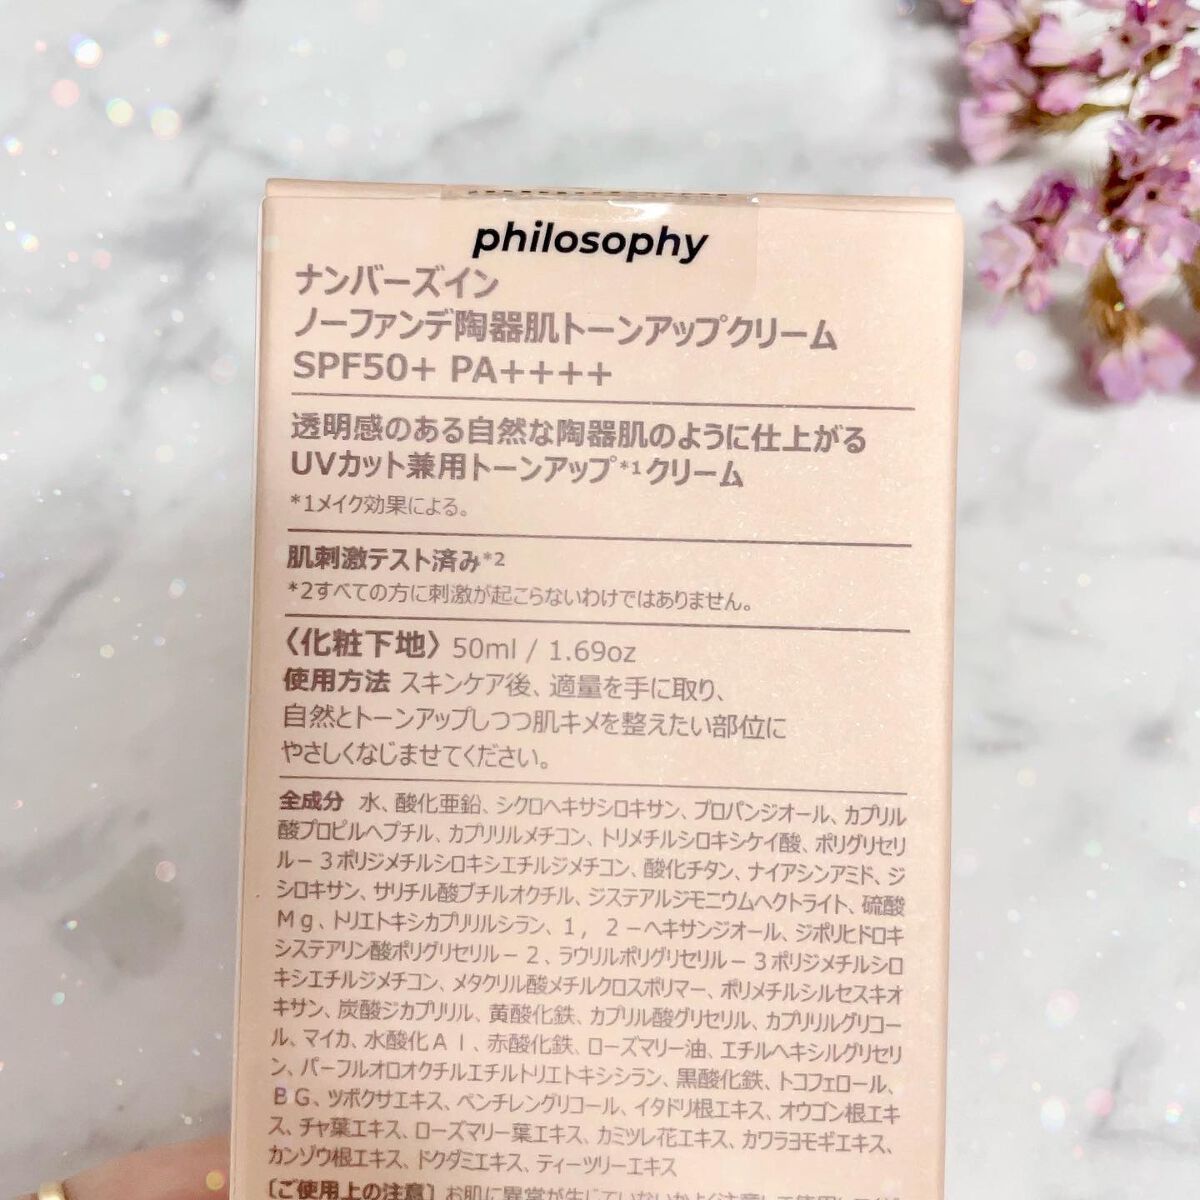 philosophy
ナンバーズイン
ノーファンデ陶器肌トーンアップクリーム
SPF50+ PA++++
透明感のある自然な陶器肌のように仕上がる
UVカット兼用トーンアップ*1クリーム
*1メイク効果による。
肌刺激テスト済み*2
*2すべての方に刺激が起こらないわけではありません。
〈化粧下地〉 50ml / 1.69oz
使用方法 スキンケア後、適量を手に取り、
自然とトーンアップしつつ肌キメを整えたい部位に
やさしくなじませてください。
全成分 水、酸化亜鉛、シクロヘキサシロキサン、プロパンジオール、カプリル
酸プロピルヘプチル、カプリリルメチコン、トリメチルシロキシケイ酸、ポリグリセリ
ル－３ポリジメチルシロキシエチルジメチコン、酸化チタン、ナイアシンアミド、ジ
シロキサン、サリチル酸ブチルオクチル、ジステアルジモニウムヘクトライト、硫酸
Ｍｇ、トリエトキシカプリリルシラン、１，２－ヘキサンジオール、ジポリヒドロキ
システアリン酸ポリグリセリル－２、ラウリルポリグリセリル－３ポリジメチルシロ
キシエチルジメチコン、メタクリル酸メチルクロスポリマー、ポリメチルシルセスキオ
キサン、炭酸ジカプリリル、黄酸化鉄、カプリル酸グリセリル、カプリリルグリコー
ル、マイカ、水酸化Ａｌ、赤酸化鉄、ローズマリー油、エチルヘキシルグリセリ
ン、パーフルオロオクチルエチルトリエトキシシラン、黒酸化鉄、トコフェロール、
ＢＧ、ツボクサエキス、ペンチレングリコール、イタドリ根エキス、オウゴン根エキ
ス、チャ葉エキス、ローズマリー葉エキス、カミツレ花エキス、カワラヨモギエキス、
カンゾウ根エキス、ドクダミエキス、ティーツリーエキス
〔ご使用上の注意〕お肌に異常が生じていないかよく注意して使用して